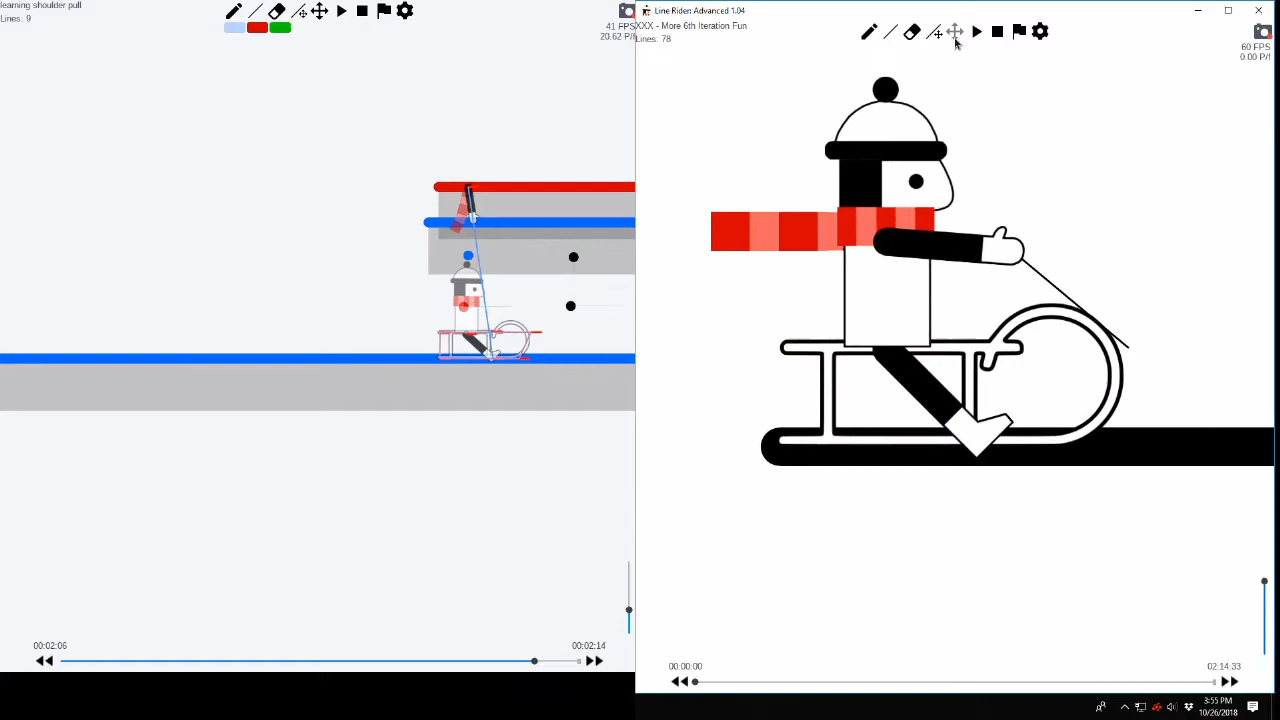 learning shoulder pull
Lines: 9
41 FPS
20.62 P/f
00:02:06
00:02:14
Line Rider: Advanced 1.04
XXX - More 6th Iteration Fun
Lines: 78
60 FPS
0.00 P/f
00:00:00
02:14:33
3:55 PM
10/26/2018